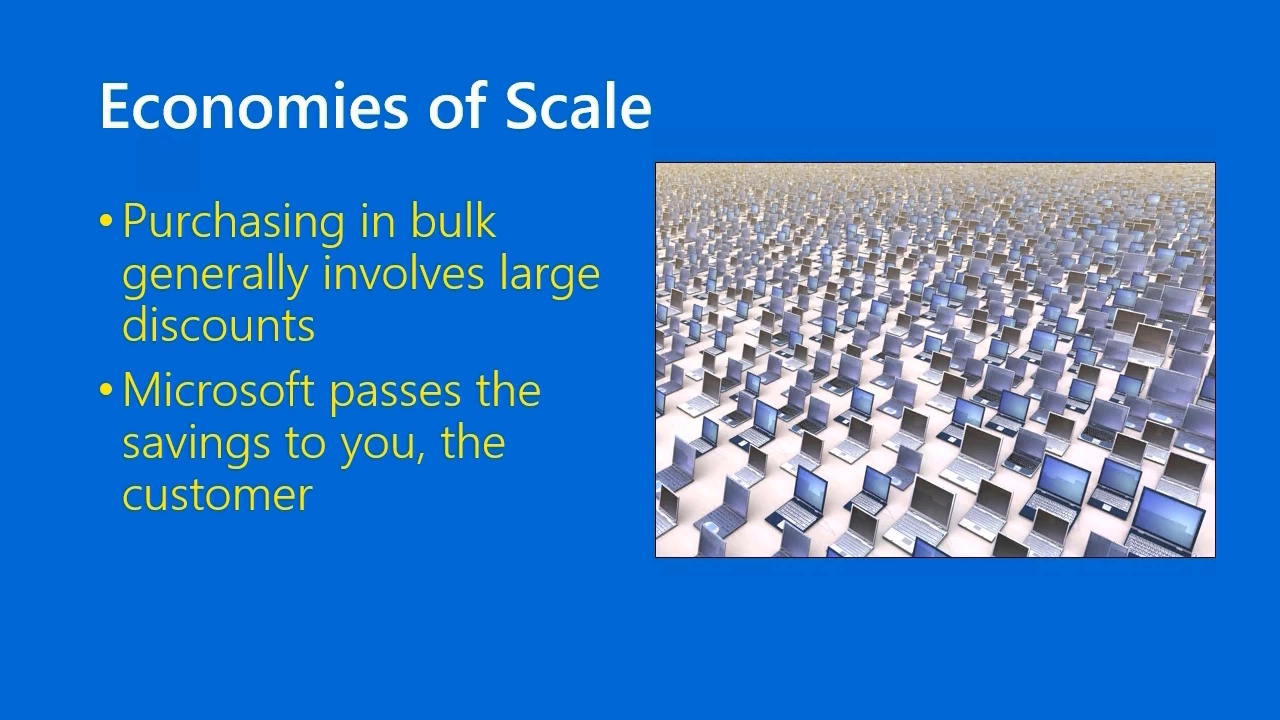 Economies of Scale
•Purchasing in bulk
generally involves large
discounts
•Microsoft passes the
savings to you, the
customer